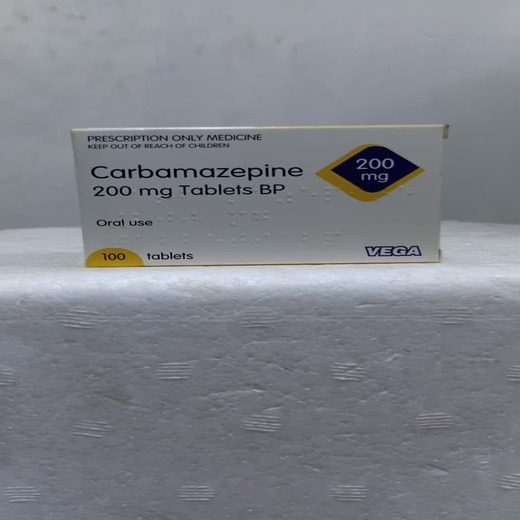 PRESCRIPTION ONLY MEDICINE
KEEP OUT OF REACH OF CHILDREN
Carbamazepine
200 mg Tablets BP
200
mg
Oral use
100 tablets
VEGA